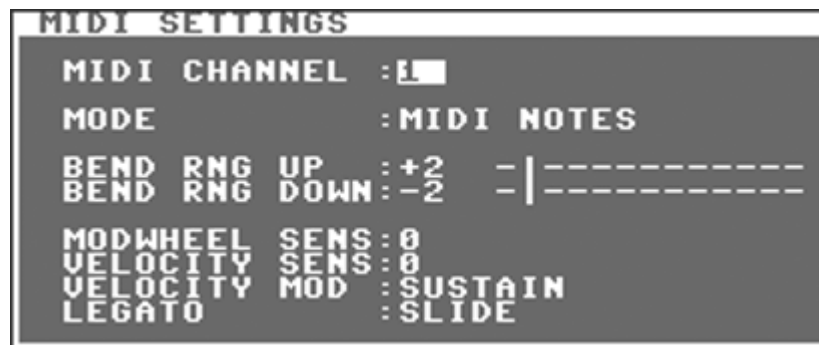 MIDI SETTINGS
MIDI CHANNEL :1
MODE :MIDI NOTES
BEND RNG UP :+2 -|-----------
BEND RNG DOWN:-2 -|-----------
MODWHEEL SENS:0
VELOCITY SENS:0
VELOCITY MOD :SUSTAIN
LEGATO :SLIDE